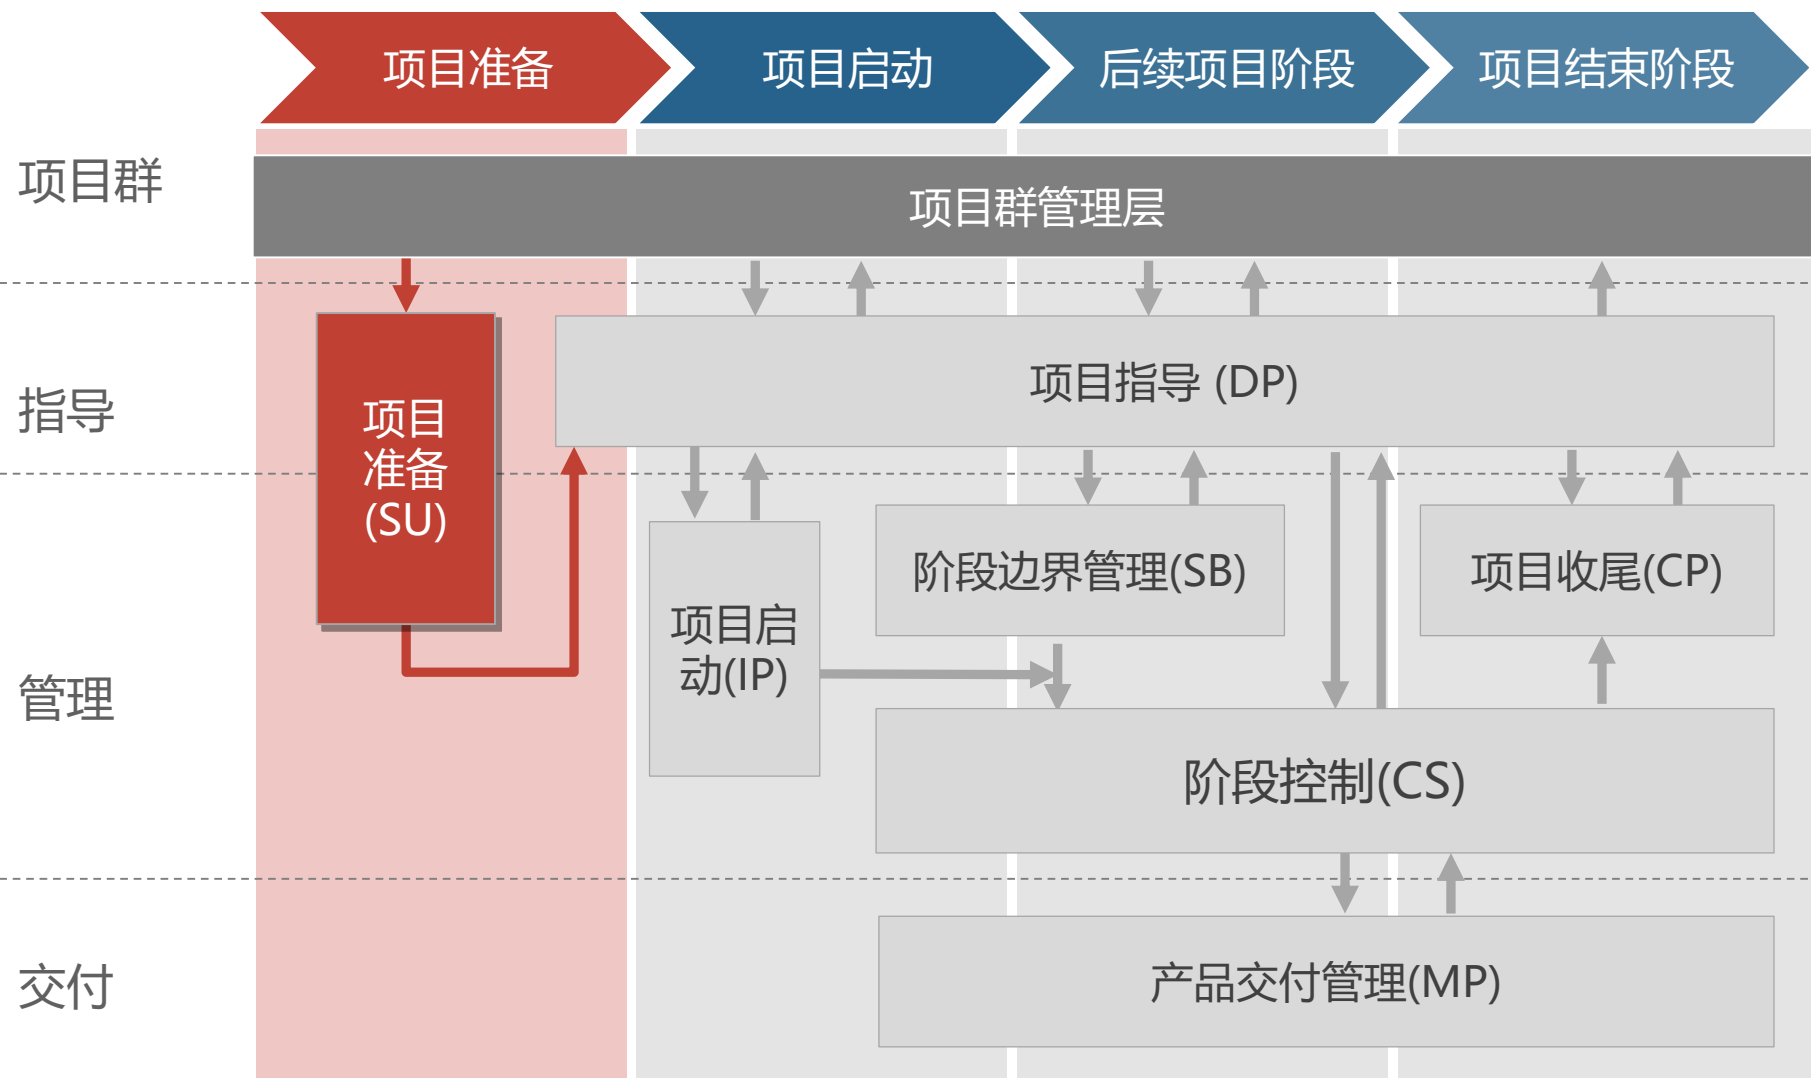 项目准备
项目启动
后续项目阶段
项目结束阶段
项目群
项目群管理层
指导
项目
准备
(SU)
项目指导 (DP)
管理
项目启
动(IP)
阶段边界管理(SB)
项目收尾(CP)
阶段控制(CS)
交付
产品交付管理(MP)